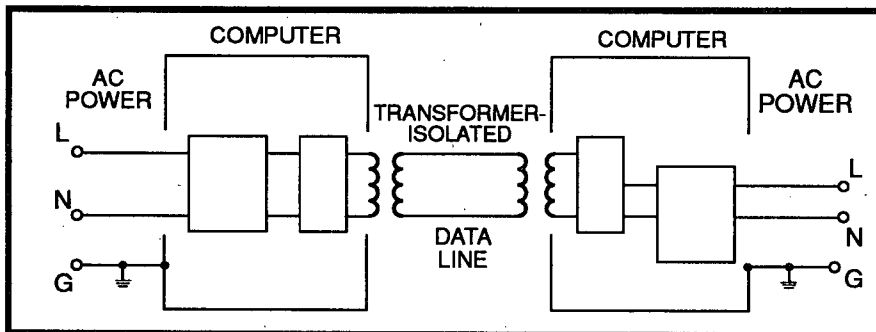 COMPUTER
COMPUTER
AC
POWER
TRANSFORMER-
ISOLATED
AC
POWER
L
N
G
DATA
LINE
L
N
G